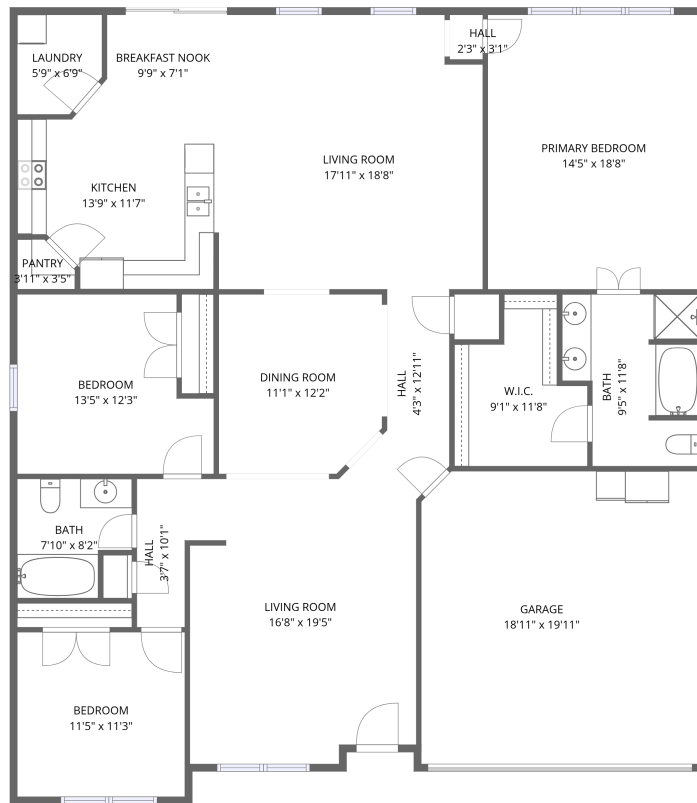 LAUNDRY
5'9" x 6'9"
BREAKFAST NOOK
9'9" x 7'1"
HALL
2'3" x 3'1"
LIVING ROOM
17'11" x 18'8"
PRIMARY BEDROOM
14'5" x 18'8"
KITCHEN
13'9" x 11'7"
PANTRY
3'11" x 3'5"
BEDROOM
13'5" x 12'3"
DINING ROOM
11'1" x 12'2"
HALL
4'3" x 12'11"
W.I.C.
9'1" x 11'8"
BATH
9'5" x 11'8"
BATH
7'10" x 8'2"
HALL
3'7" x 10'1"
LIVING ROOM
16'8" x 19'5"
GARAGE
18'11" x 19'11"
BEDROOM
11'5" x 11'3"